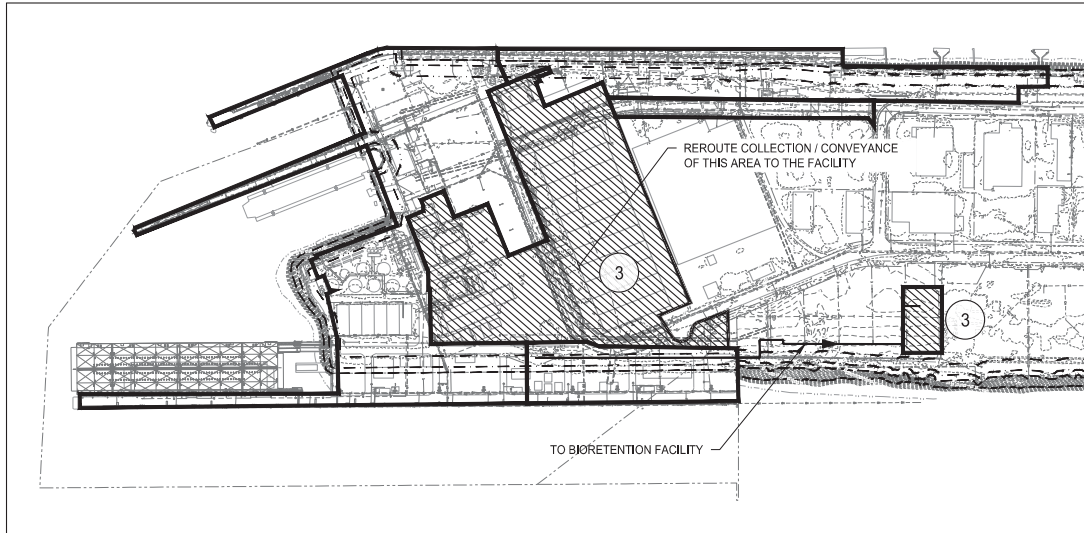 REROUTE COLLECTION / CONVEYANCE
OF THIS AREA TO THE FACILITY
3
3
TO BIORETENTION FACILITY